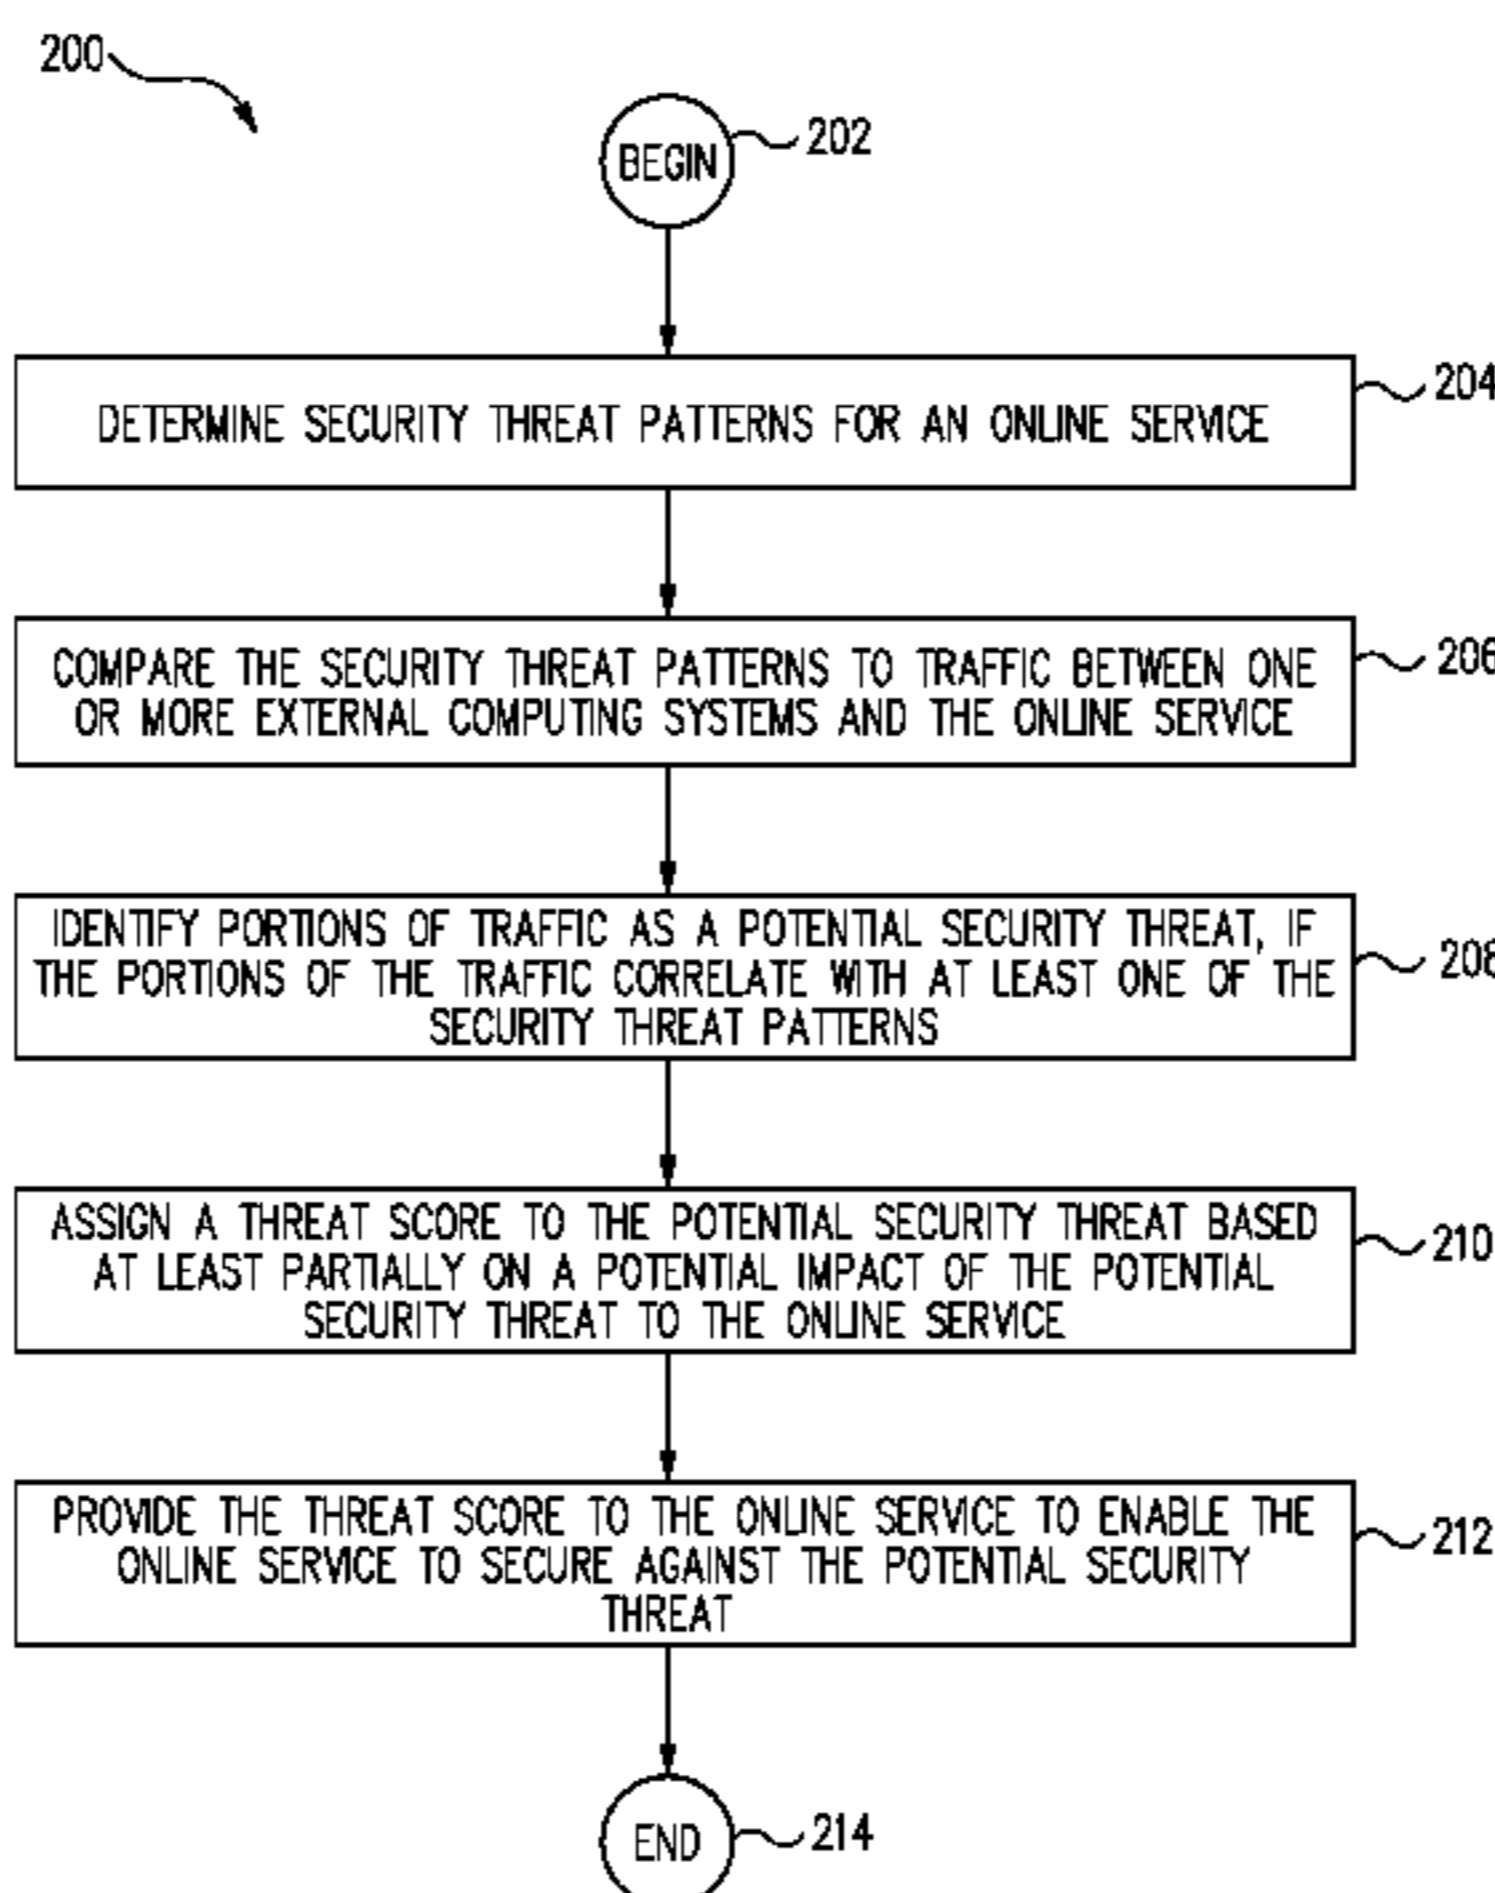 200
BEGIN
202
DETERMINE SECURITY THREAT PATTERNS FOR AN ONLINE SERVICE
204
COMPARE THE SECURITY THREAT PATTERNS TO TRAFFIC BETWEEN ONE
OR MORE EXTERNAL COMPUTING SYSTEMS AND THE ONLINE SERVICE
206
IDENTIFY PORTIONS OF TRAFFIC AS A POTENTIAL SECURITY THREAT, IF
THE PORTIONS OF THE TRAFFIC CORRELATE WITH AT LEAST ONE OF THE
SECURITY THREAT PATTERNS
208
ASSIGN A THREAT SCORE TO THE POTENTIAL SECURITY THREAT BASED
AT LEAST PARTIALLY ON A POTENTIAL IMPACT OF THE POTENTIAL
SECURITY THREAT TO THE ONLINE SERVICE
210
PROVIDE THE THREAT SCORE TO THE ONLINE SERVICE TO ENABLE THE
ONLINE SERVICE TO SECURE AGAINST THE POTENTIAL SECURITY
THREAT
212
END
214